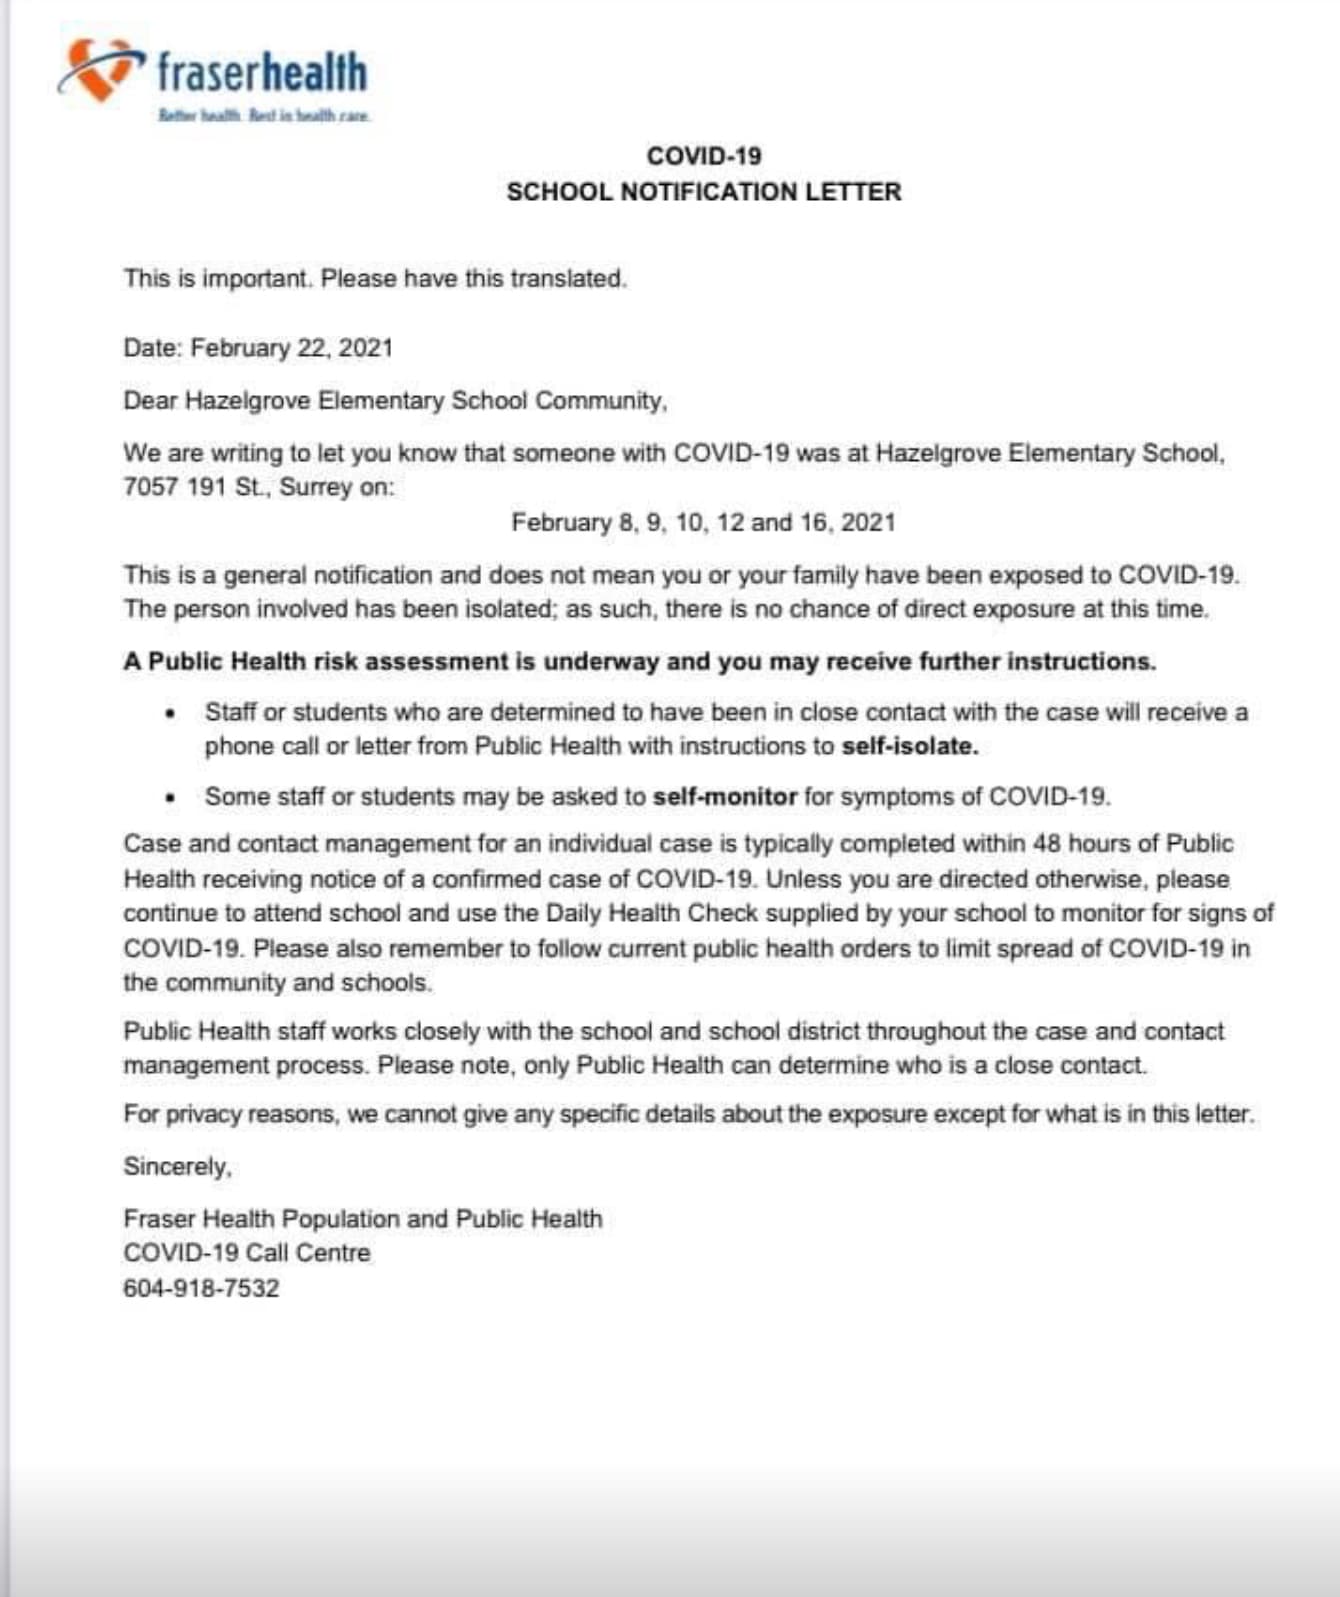 fraserhealth
Better health. Best in health care.
COVID-19
SCHOOL NOTIFICATION LETTER
This is important. Please have this translated.
Date: February 22, 2021
Dear Hazelgrove Elementary School Community,
We are writing to let you know that someone with COVID-19 was at Hazelgrove Elementary School,
7057 191 St., Surrey on:
February 8, 9, 10, 12 and 16, 2021
This is a general notification and does not mean you or your family have been exposed to COVID-19.
The person involved has been isolated; as such, there is no chance of direct exposure at this time.
A Public Health risk assessment is underway and you may receive further instructions.
• Staff or students who are determined to have been in close contact with the case will receive a
phone call or letter from Public Health with instructions to self-isolate.
• Some staff or students may be asked to self-monitor for symptoms of COVID-19.
Case and contact management for an individual case is typically completed within 48 hours of Public
Health receiving notice of a confirmed case of COVID-19. Unless you are directed otherwise, please
continue to attend school and use the Daily Health Check supplied by your school to monitor for signs of
COVID-19. Please also remember to follow current public health orders to limit spread of COVID-19 in
the community and schools.
Public Health staff works closely with the school and school district throughout the case and contact
management process. Please note, only Public Health can determine who is a close contact.
For privacy reasons, we cannot give any specific details about the exposure except for what is in this letter.
Sincerely,
Fraser Health Population and Public Health
COVID-19 Call Centre
604-918-7532